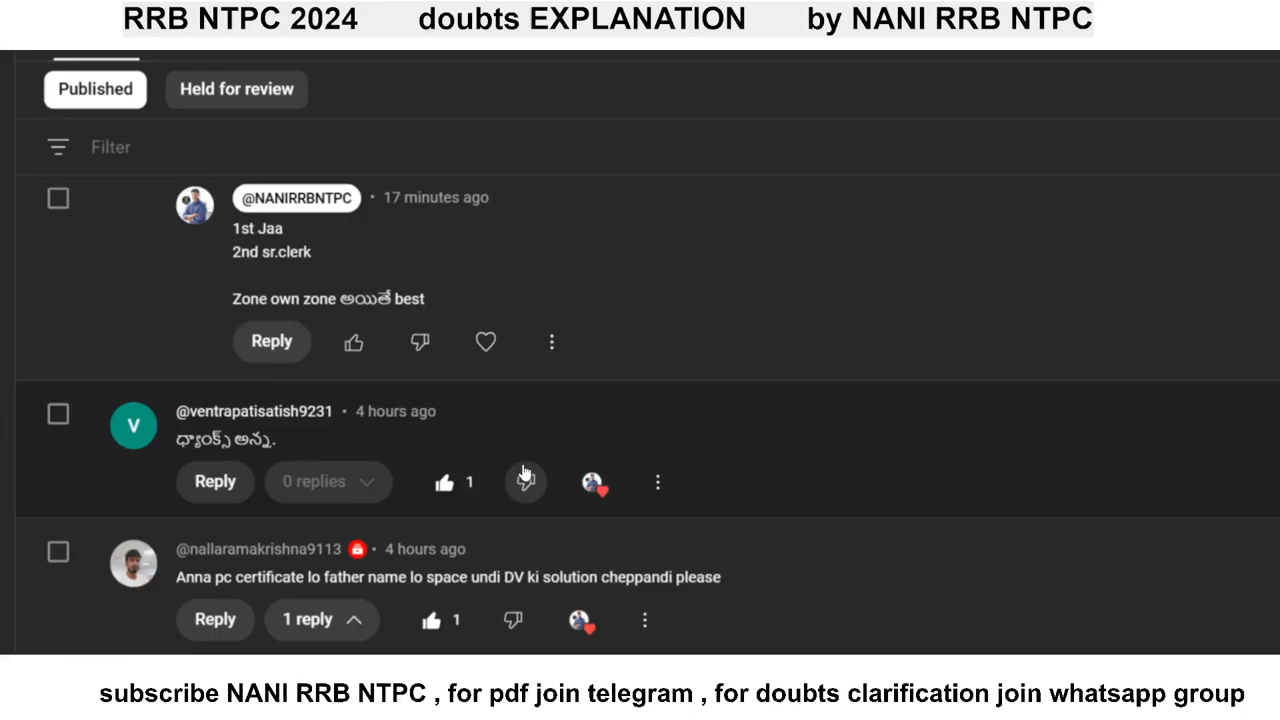 RRB NTPC 2024 doubts EXPLANATION by NANI RRB NTPC
Published Held for review
Filter
@NANIRRBNTPC • 17 minutes ago
1st Jaa
2nd sr.clerk
Zone own zone అయితే best
Reply
V @ventrapatisatish9231 • 4 hours ago
ధ్యాంక్స్ అన్న.
Reply 0 replies 1
@nallaramakrishna9113 • 4 hours ago
Anna pc certificate lo father name lo space undi DV ki solution cheppandi please
Reply 1 reply 1
subscribe NANI RRB NTPC , for pdf join telegram , for doubts clarification join whatsapp group